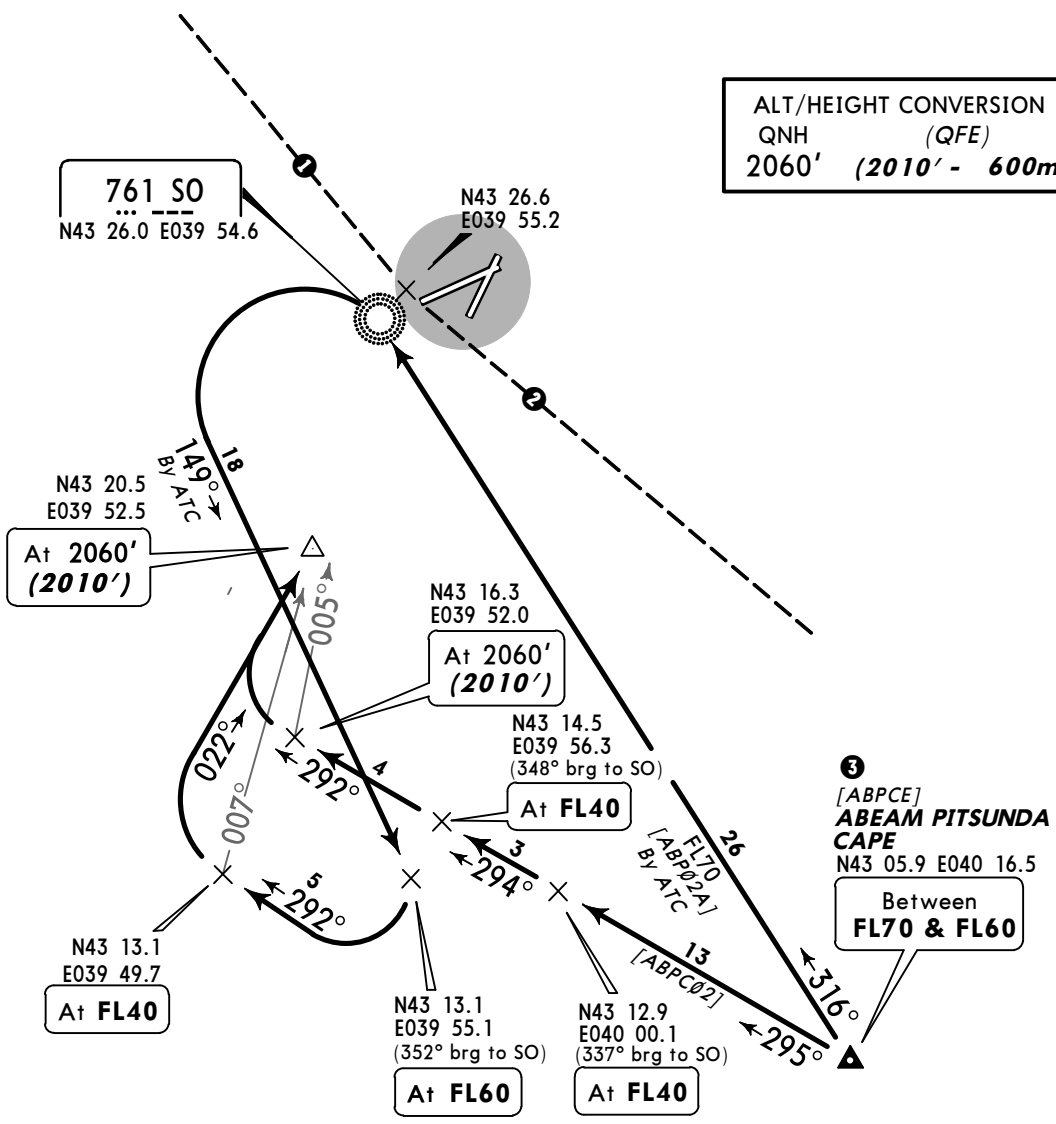 ALT/HEIGHT CONVERSION
QNH (QFE)
2060' (2010' - 600m
1
761 SO
N43 26.0 E039 54.6
N43 26.6
E039 55.2
2
18
149°
By ATC
N43 20.5
E039 52.5
At 2060'
(2010')
005°
N43 16.3
E039 52.0
At 2060'
(2010')
N43 14.5
E039 56.3
(348° brg to SO)
At FL40
022°
007°
4
292°
3
294°
26
FL70
[ABPØ2A]
By ATC
3
[ABPCE]
ABEAM PITSUNDA
CAPE
N43 05.9 E040 16.5
Between
FL70 & FL60
5
292°
13
[ABPCØ2]
316°
295°
N43 13.1
E039 49.7
At FL40
N43 13.1
E039 55.1
(352° brg to SO)
At FL60
N43 12.9
E040 00.1
(337° brg to SO)
At FL40